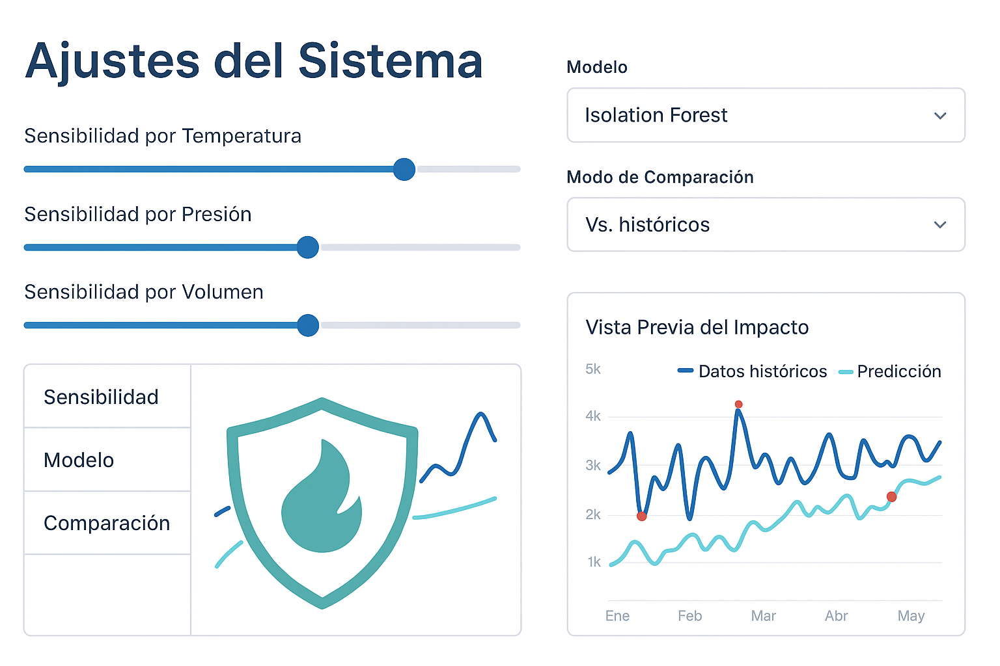 Ajustes del Sistema
Sensibilidad por Temperatura
Sensibilidad por Presión
Sensibilidad por Volumen
Sensibilidad
Modelo
Comparación
Modelo
Isolation Forest
Modo de Comparación
Vs. históricos
Vista Previa del Impacto
Datos históricos Predicción
5k
4k
3k
2k
1k
Ene Feb Mar Abr May